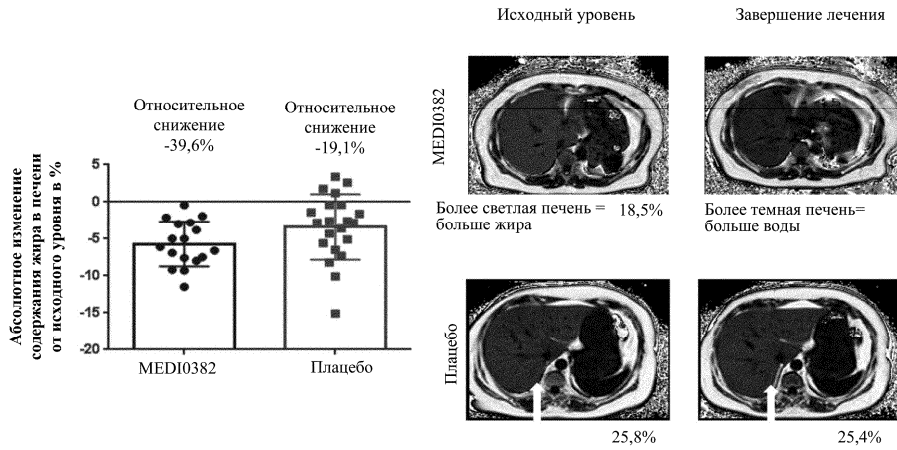 Относительное
снижение
-39,6%
Относительное
снижение
-19,1%
Абсолютное изменение
содержания жира в печени
от исходного уровня в %
5
0
-5
-10
-15
-20
MEDI0382
Плацебо
Исходный уровень
Завершение лечения
MEDI0382
Более светлая печень =
больше жира
18,5%
Более темная печень=
больше воды
Плацебо
25,8%
25,4%